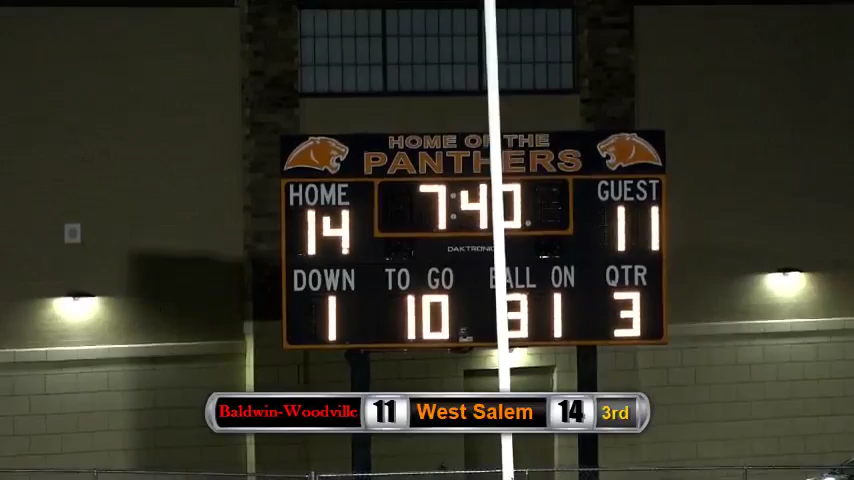 HOME OF THE
PANTHERS
HOME 7:40 GUEST
14 11
DAKTRONICS
DOWN TO GO BALL ON QTR
1 10 31 3
Baldwin-Woodville 11 West Salem 14 3rd